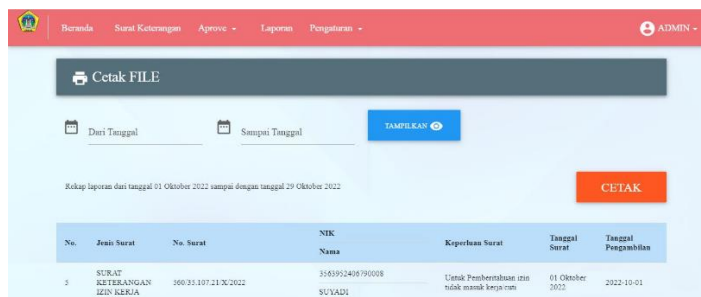 Beranda Surat Keterangan Aprove Laporan Pengaturan ADMIN
Cetak FILE
Dari Tanggal Sampai Tanggal TAMPILKAN
Rekap laporan dari tanggal 01 Oktober 2022 sampai dengan tanggal 29 Oktober 2022
CETAK
No. Jenis Surat No. Surat NIK Nama Keperluan Surat Tanggal Surat Tanggal Pengambilan
SURAT KETERANGAN IZIN KERJA 360/33.107.21/X/2022 3563952406790008 SUYADI Untuk Pemberitahuan izin tidak masuk kerja/cuti 01 Oktober 2022 2022-10-01